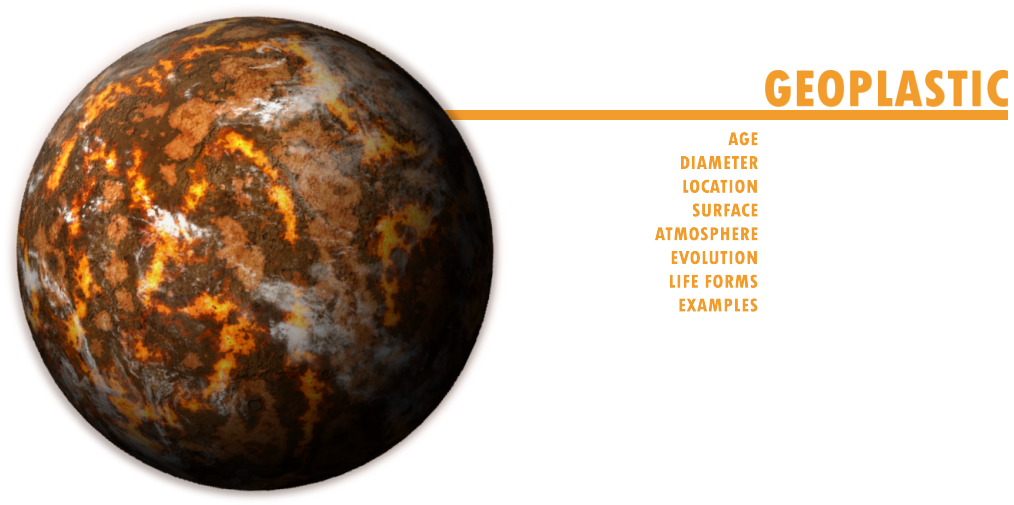 GEOPLASTIC
AGE
DIAMETER
LOCATION
SURFACE
ATMOSPHERE
EVOLUTION
LIFE FORMS
EXAMPLES